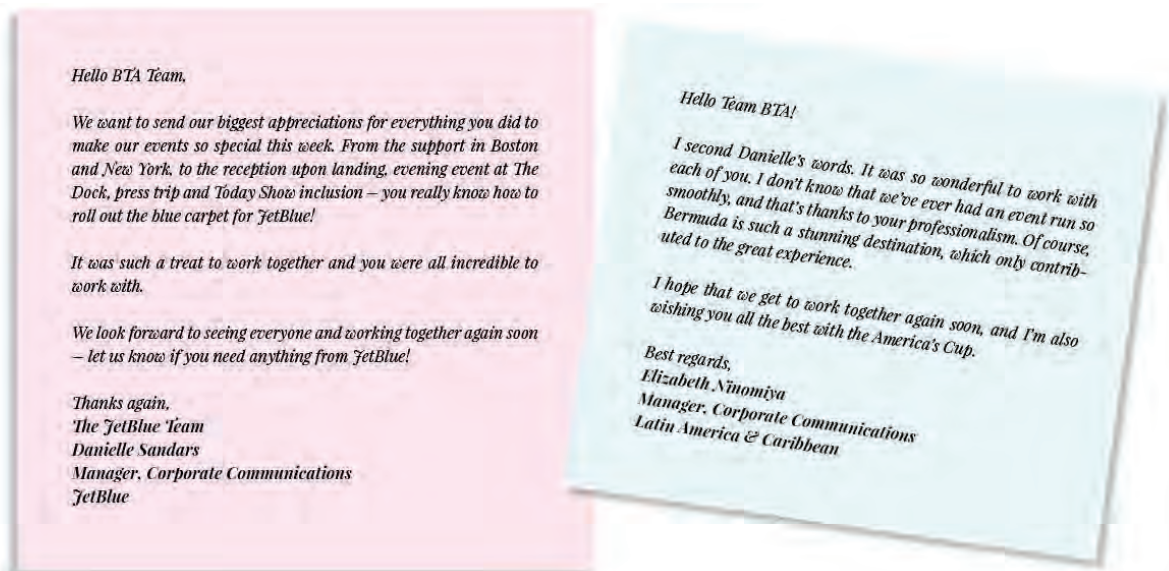 Hello BTA Team,
We want to send our biggest appreciations for everything you did to
make our events so special this week. From the support in Boston
and New York, to the reception upon landing, evening event at The
Dock, press trip and Today Show inclusion – you really know how to
roll out the blue carpet for JetBlue!
It was such a treat to work together and you were all incredible to
work with.
We look forward to seeing everyone and working together again soon
– let us know if you need anything from JetBlue!
Thanks again,
The JetBlue Team
Danielle Sandars
Manager, Corporate Communications
JetBlue
Hello Team BTA!
I second Danielle's words. It was so wonderful to work with
each of you. I don't know that we've ever had an event run so
smoothly, and that's thanks to your professionalism. Of course,
Bermuda is such a stunning destination, which only contrib-
uted to the great experience.
I hope that we get to work together again soon, and I'm also
wishing you all the best with the America's Cup.
Best regards,
Elizabeth Ninomiya
Manager, Corporate Communications
Latin America & Caribbean